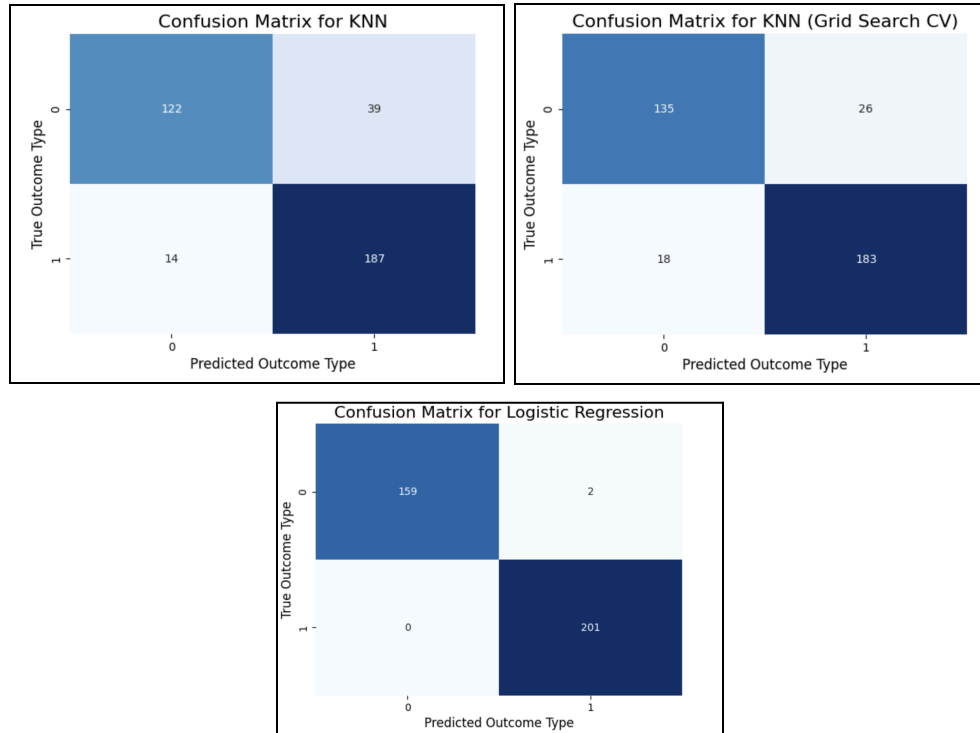 Confusion Matrix for KNN
True Outcome Type
0
122
39
1
14
187
0
1
Predicted Outcome Type
Confusion Matrix for KNN (Grid Search CV)
True Outcome Type
0
135
26
1
18
183
0
1
Predicted Outcome Type
Confusion Matrix for Logistic Regression
True Outcome Type
0
159
2
1
0
201
0
1
Predicted Outcome Type